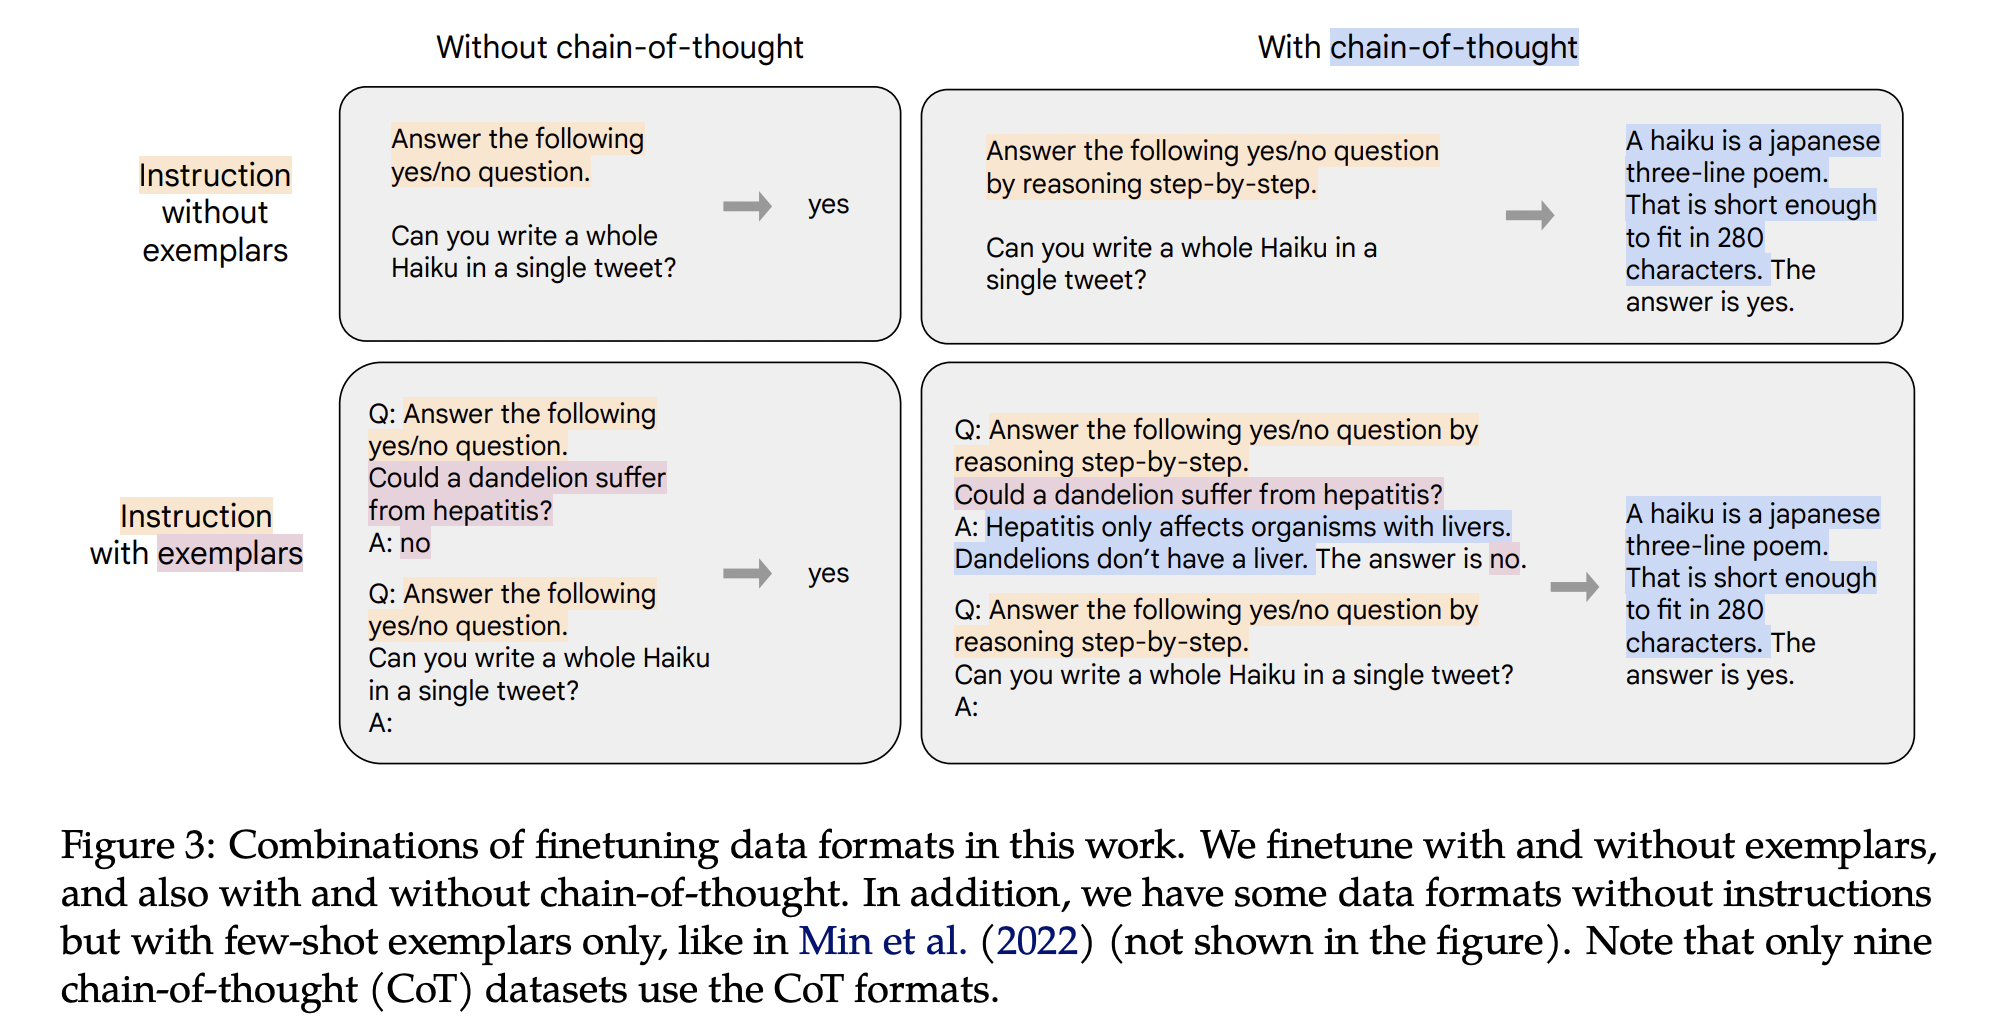 Without chain-of-thought
With chain-of-thought
Instruction
without
exemplars
Answer the following
yes/no question.
Can you write a whole
Haiku in a single tweet?
yes
Answer the following yes/no question
by reasoning step-by-step.
Can you write a whole Haiku in a
single tweet?
A haiku is a japanese
three-line poem.
That is short enough
to fit in 280
characters. The
answer is yes.
Instruction
with exemplars
Q: Answer the following
yes/no question.
Could a dandelion suffer
from hepatitis?
A: no
Q: Answer the following
yes/no question.
Can you write a whole Haiku
in a single tweet?
A:
yes
Q: Answer the following yes/no question by
reasoning step-by-step.
Could a dandelion suffer from hepatitis?
A: Hepatitis only affects organisms with livers.
Dandelions don’t have a liver. The answer is no.
Q: Answer the following yes/no question by
reasoning step-by-step.
Can you write a whole Haiku in a single tweet?
A:
A haiku is a japanese
three-line poem.
That is short enough
to fit in 280
characters. The
answer is yes.
Figure 3: Combinations of finetuning data formats in this work. We finetune with and without exemplars,
and also with and without chain-of-thought. In addition, we have some data formats without instructions
but with few-shot exemplars only, like in Min et al. (2022) (not shown in the figure). Note that only nine
chain-of-thought (CoT) datasets use the CoT formats.